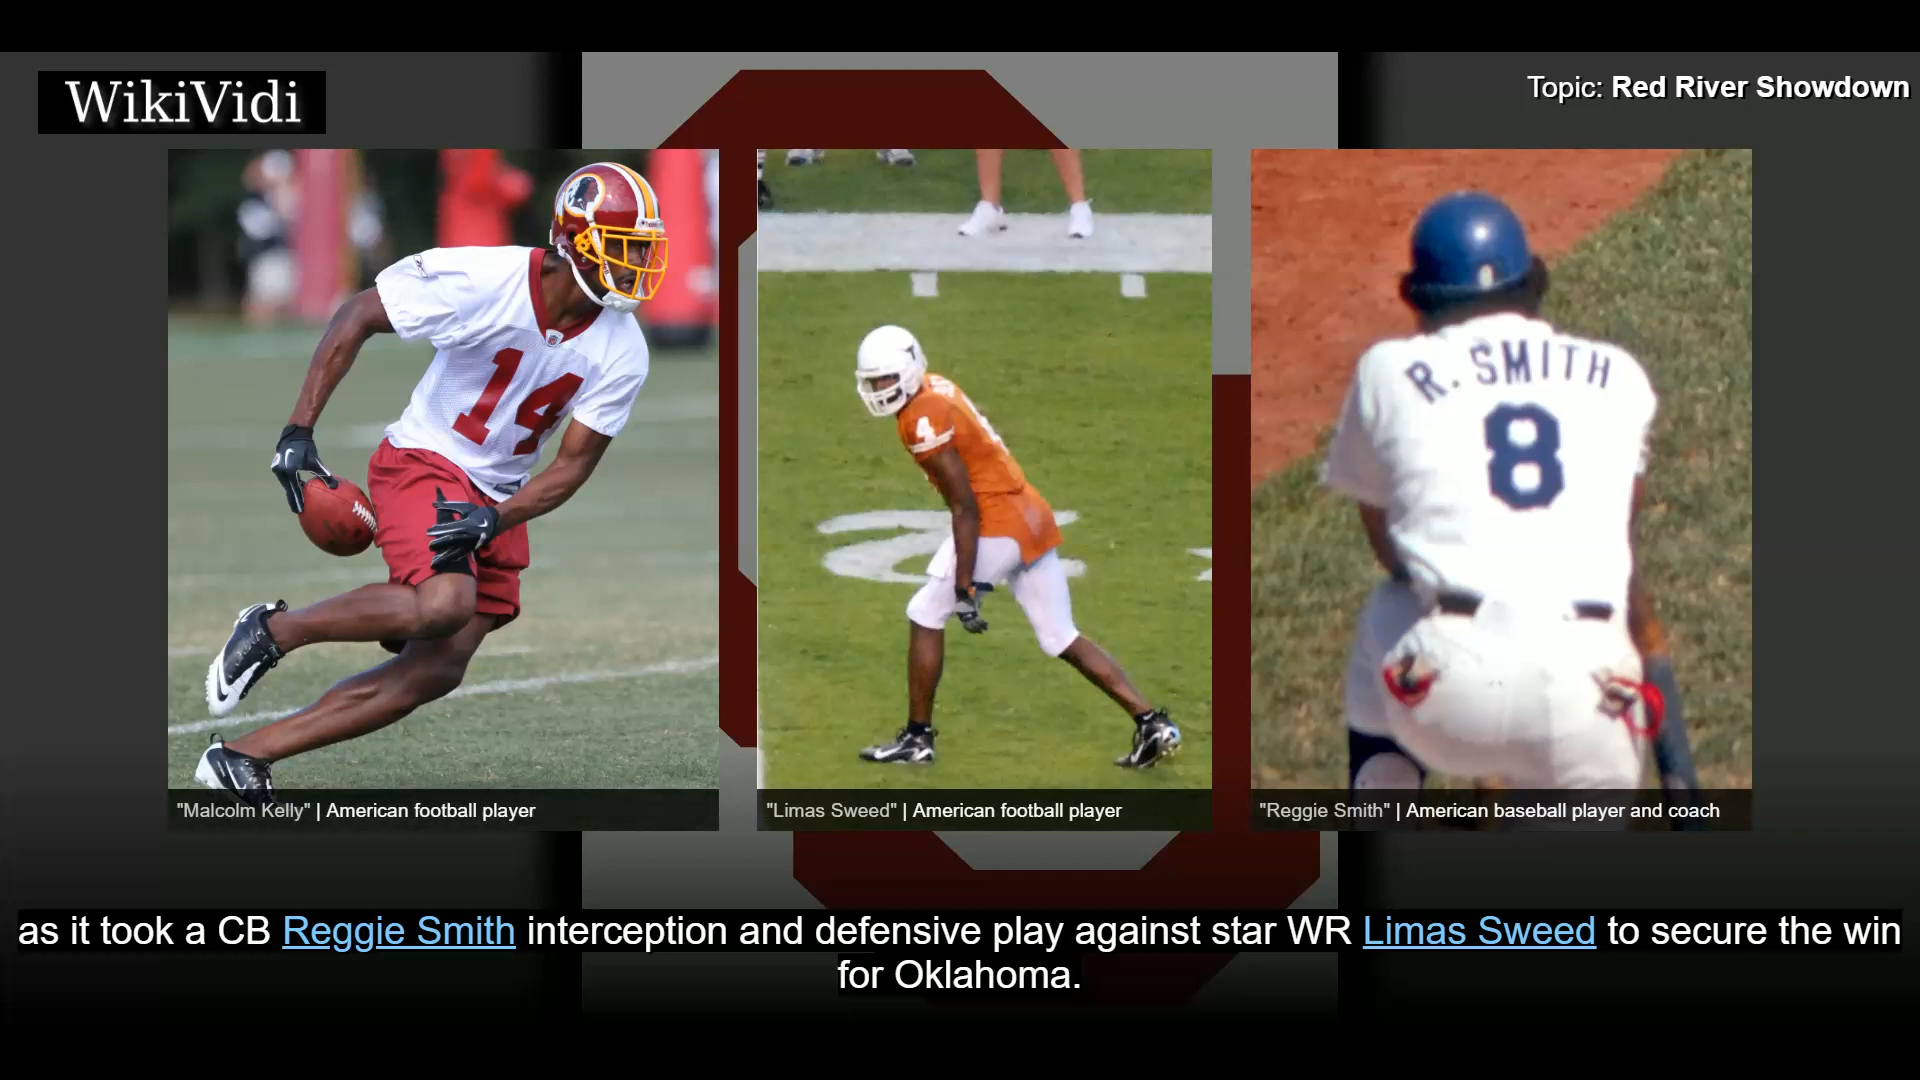 WikiVidi
Topic: Red River Showdown
14
4
R. SMITH
8
"Malcolm Kelly" | American football player
"Limas Sweed" | American football player
"Reggie Smith" | American baseball player and coach
as it took a CB Reggie Smith interception and defensive play against star WR Limas Sweed to secure the win
for Oklahoma.